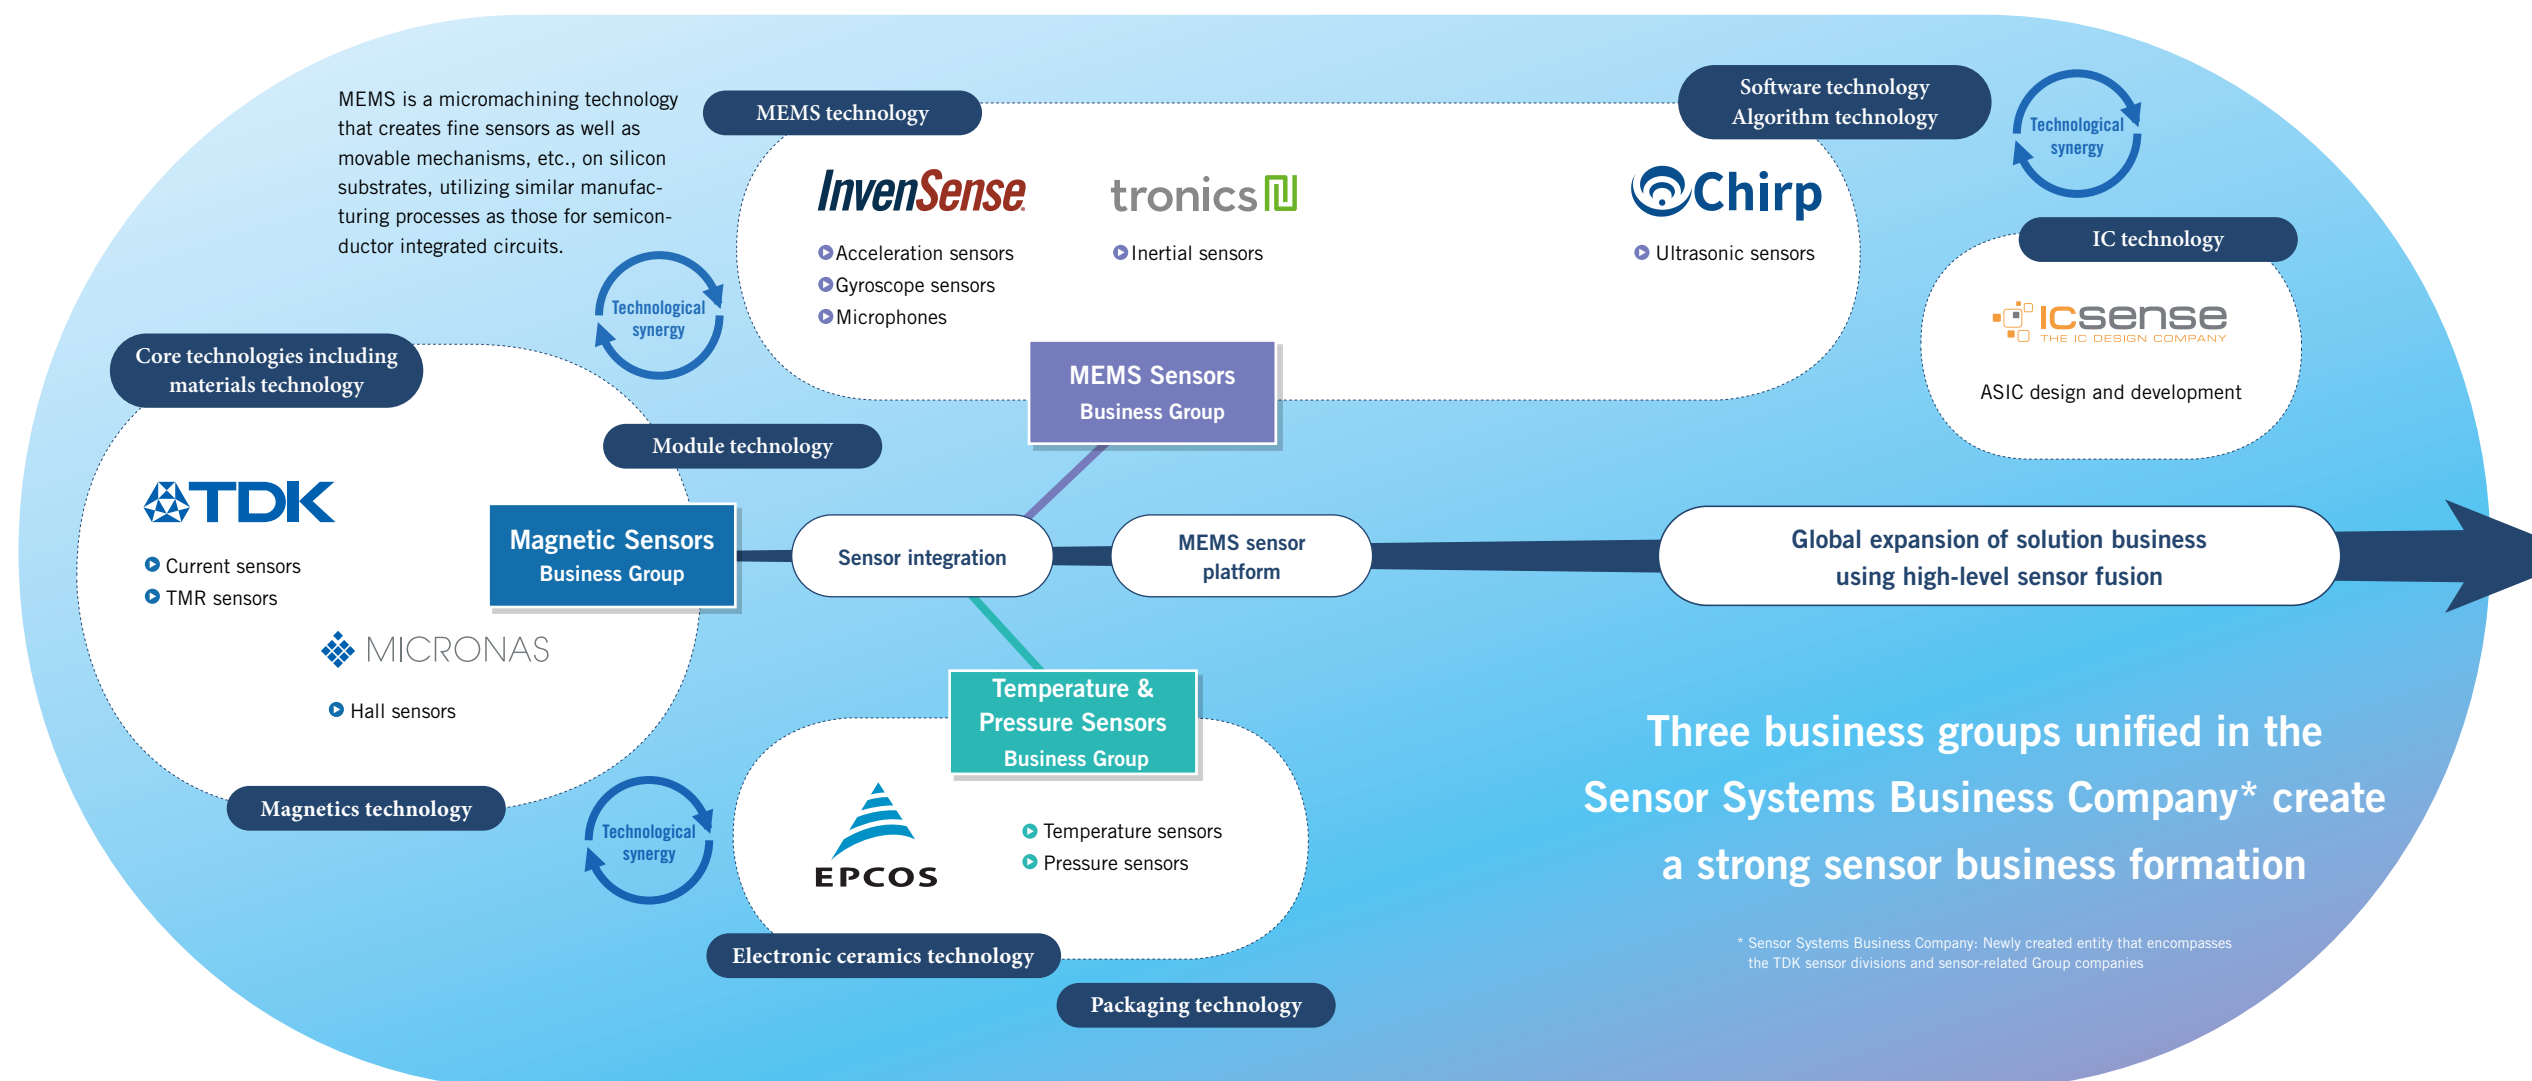 MEMS is a micromachining technology
that creates fine sensors as well as
movable mechanisms, etc., on silicon
substrates, utilizing similar manufac-
turing processes as those for semicon-
ductor integrated circuits.
MEMS technology
Software technology
Algorithm technology
Technological
synergy
InvenSense
Acceleration sensors
Gyroscope sensors
Microphones
tronics
Inertial sensors
Chirp
Ultrasonic sensors
MEMS Sensors
Business Group
IC technology
icsense
THE IC DESIGN COMPANY
ASIC design and development
Technological
synergy
Core technologies including
materials technology
Module technology
TDK
Current sensors
TMR sensors
MICRONAS
Hall sensors
Magnetic Sensors
Business Group
Magnetics technology
Sensor integration
MEMS sensor
platform
Global expansion of solution business
using high-level sensor fusion
Technological
synergy
Temperature &
Pressure Sensors
Business Group
EPCOS
Temperature sensors
Pressure sensors
Electronic ceramics technology
Packaging technology
Three business groups unified in the
Sensor Systems Business Company* create
a strong sensor business formation
* Sensor Systems Business Company: Newly created entity that encompasses
the TDK sensor divisions and sensor-related Group companies